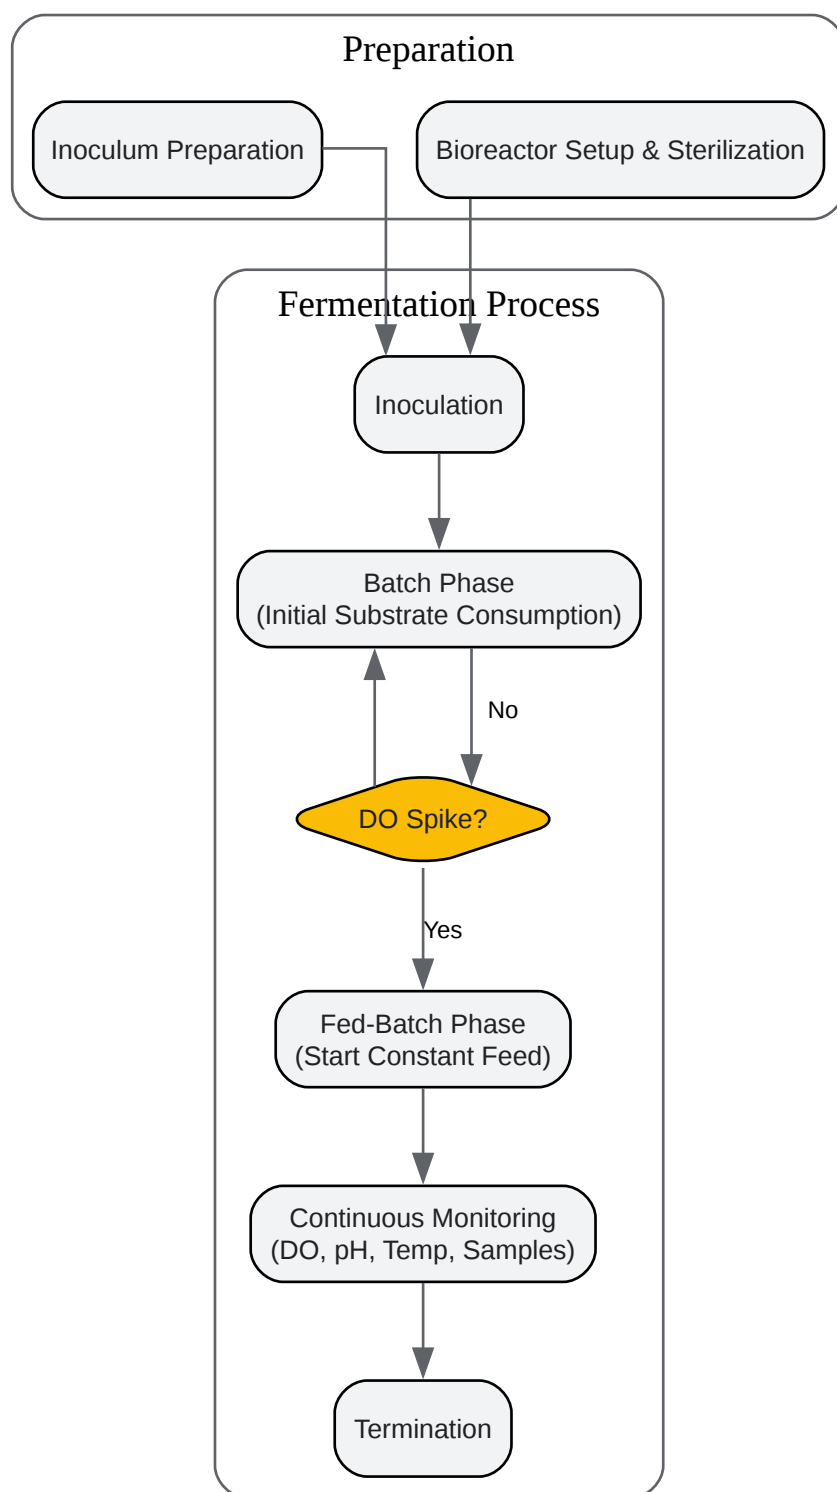 Preparation
Inoculum Preparation
Bioreactor Setup & Sterilization
Fermentation Process
Inoculation
Batch Phase
(Initial Substrate Consumption)
No
DO Spike?
Yes
Fed-Batch Phase
(Start Constant Feed)
Continuous Monitoring
(DO, pH, Temp, Samples)
Termination